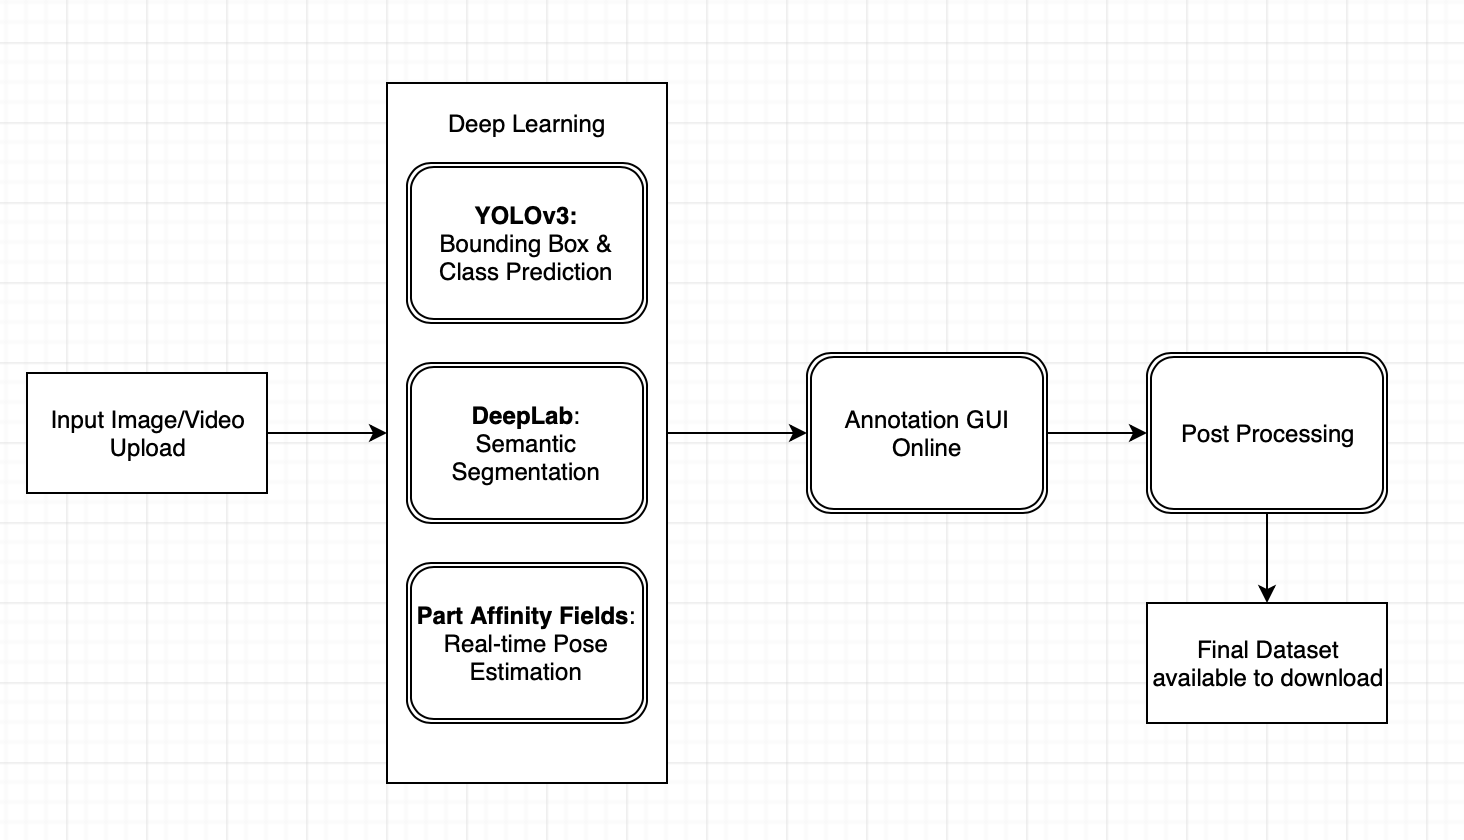 Deep Learning
YOLOv3:
Bounding Box &
Class Prediction
Input Image/Video
Upload
DeepLab:
Semantic
Segmentation
Annotation GUI
Online
Post Processing
Part Affinity Fields:
Real-time Pose
Estimation
Final Dataset
available to download